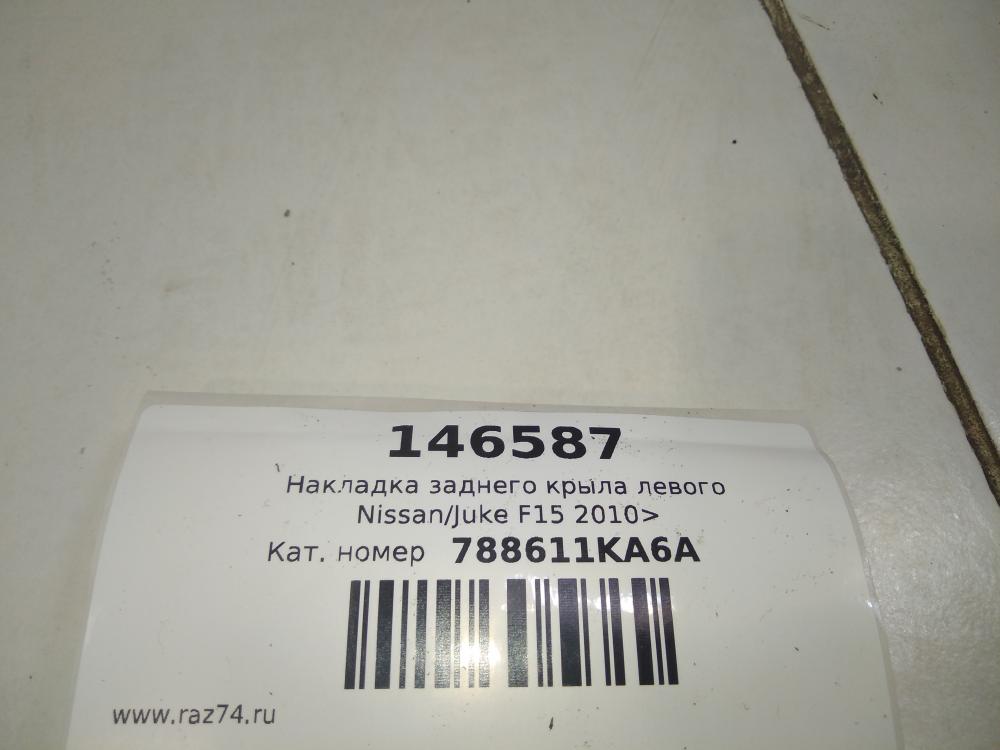 146587
Накладка заднего крыла левого
Nissan/Juke F15 2010>
Кат. номер 788611KA6A
www.raz74.ru